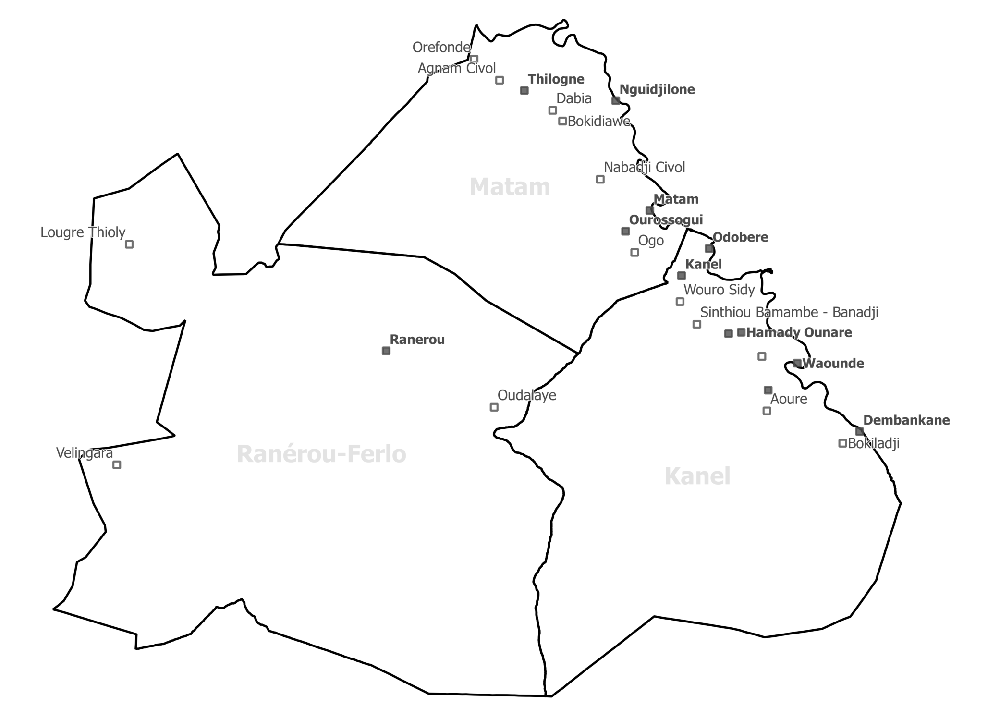 Orefonde
Agnam Civol
Thilogne
Nguidjilone
Dabia
Bokidiawe
Nabadji Civol
Matam
Matam
Ourossogui
Lougre Thioly
Odobere
Ogo
Kanel
Wouro Sidy
Sinthiou Bamambe - Banadji
Hamady Ounare
Ranerou
Waounde
Oudalaye
Aoure
Dembankane
Bokiladji
Velingara
Ranérou-Ferlo
Kanel